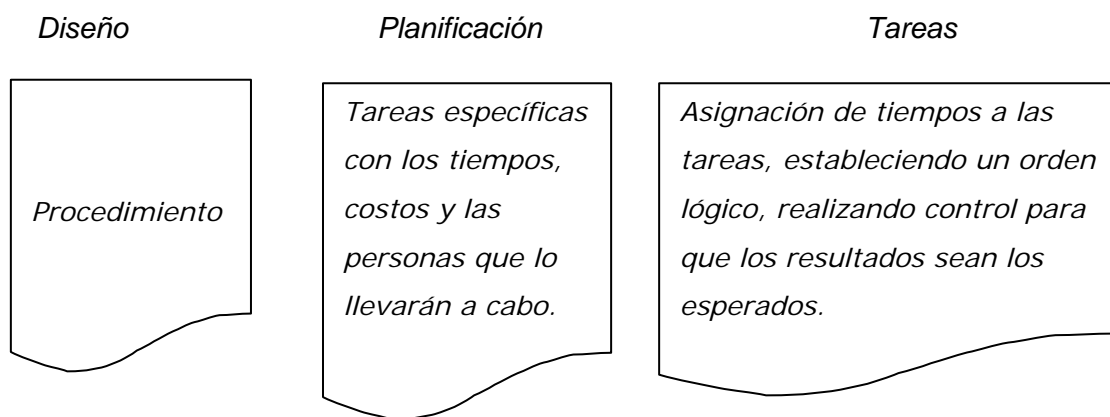 Diseño
Planificación
Tareas
Procedimiento
Tareas específicas
con los tiempos,
costos y las
personas que lo
llevarán a cabo.
Asignación de tiempos a las
tareas, estableciendo un orden
lógico, realizando control para
que los resultados sean los
esperados.